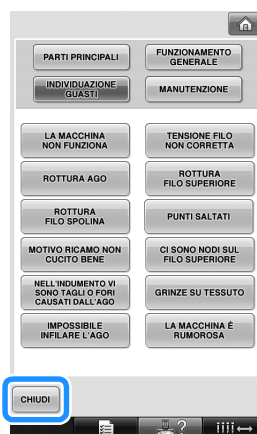 PARTI PRINCIPALI
FUNZIONAMENTO
GENERALE
INDIVIDUAZIONE
GUASTI
MANUTENZIONE
LA MACCHINA
NON FUNZIONA
TENSIONE FILO
NON CORRETTA
ROTTURA AGO
ROTTURA
FILO SUPERIORE
ROTTURA
FILO SPOLINA
PUNTI SALTATI
MOTIVO RICAMO NON
CUCITO BENE
CI SONO NODI SUL
FILO SUPERIORE
NELL'INDUMENTO VI
SONO TAGLI O FORI
CAUSATI DALL'AGO
GRINZE SU TESSUTO
IMPOSSIBILE
INFILARE L'AGO
LA MACCHINA È
RUMOROSA
CHIUDI
?